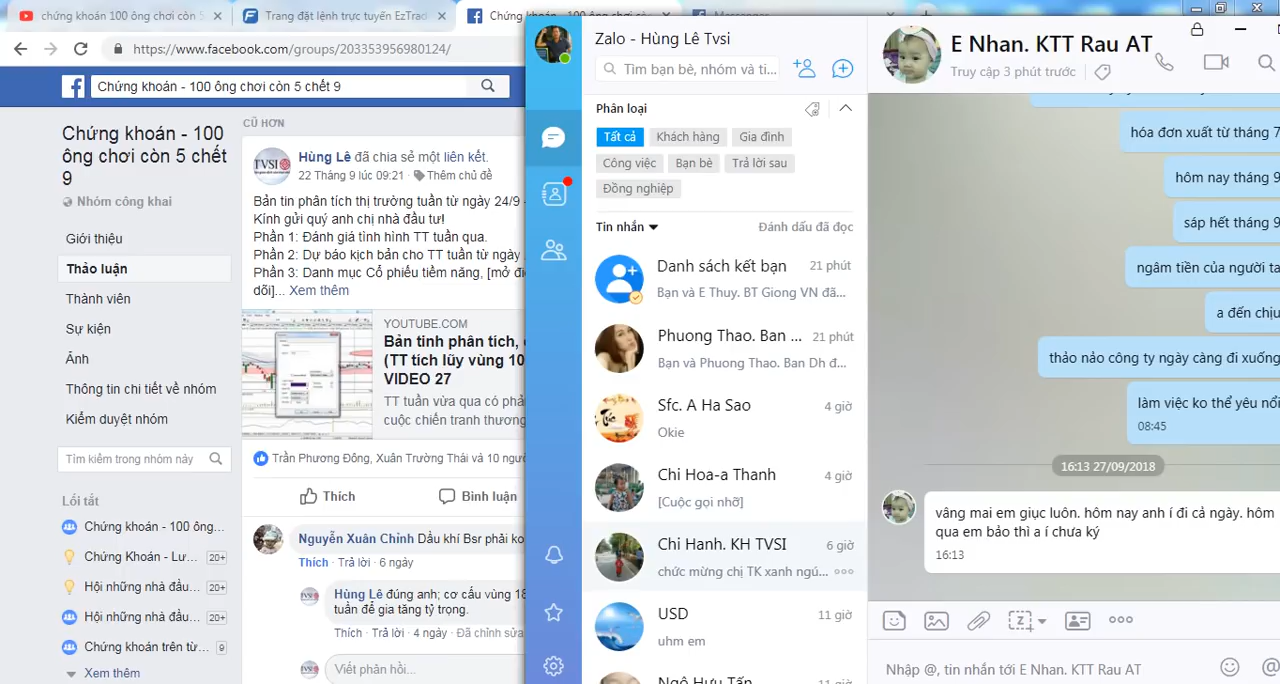 chứng khoán 100 ông chơi còn 5
Trang đặt lệnh trực tuyến EzTrad
Chứng khoán - 100 ông chơi cò
Messenger
https://www.facebook.com/groups/203353956980124/
Chứng khoán - 100 ông chơi còn 5 chết 9
Chứng khoán - 100
ông chơi còn 5 chết
9
Nhóm công khai
Giới thiệu
Thảo luận
Thành viên
Sự kiện
Ảnh
Thông tin chi tiết về nhóm
Kiểm duyệt nhóm
Tìm kiếm trong nhóm này
Lối tắt
Chứng khoán - 100 ông...
Chứng Khoán - Lư... 20+
Hội những nhà đầu... 20+
Hội những nhà đầu... 20+
Chứng khoán trên từ... 9
Xem thêm
CŨ HƠN
TVSI
Hùng Lê đã chia sẻ một liên kết.
22 Tháng 9 lúc 09:21 · Thêm chủ đề
Bản tin phân tích thị trường tuần từ ngày 24/9 -
Kính gửi quý anh chị nhà đầu tư!
Phần 1: Đánh giá tình hình TT tuần qua.
Phần 2: Dự báo kịch bản cho TT tuần từ ngày
Phần 3: Danh mục Cổ phiếu tiềm năng, [mở đi
dõi]... Xem thêm
YOUTUBE.COM
Bản tinh phân tích,
(TT tích lũy vùng 10
VIDEO 27
TT tuần vừa qua có phần
cuộc chiến tranh thương
Trần Phương Đông, Xuân Trường Thái và 10 ngườ
Thích
Bình luận
Nguyễn Xuân Chinh Dầu khí Bsr phải ko
Thích · Trả lời · 6 ngày
Hùng Lê đúng anh; cơ cấu vùng 18
tuần để gia tăng tỷ trọng.
Thích · Trả lời · 4 ngày · Đã chỉnh sửa
Viết phản hồi...
Zalo - Hùng Lê Tvsi
Tìm bạn bè, nhóm và ti...
Phân loại
Tất cả
Khách hàng
Gia đình
Công việc
Bạn bè
Trả lời sau
Đồng nghiệp
Tin nhắn
Đánh dấu đã đọc
Danh sách kết bạn 21 phút
Bạn và E Thuy. BT Giong VN đã...
Phuong Thao. Ban ... 21 phút
Bạn và Phuong Thao. Ban Dh đ...
Sfc. A Ha Sao 4 giờ
Okie
Chi Hoa-a Thanh 4 giờ
[Cuộc gọi nhỡ]
Chi Hanh. KH TVSI 6 giờ
chức mừng chị TK xanh ngú...
USD 11 giờ
uhm em
Ngô Hưu Tấn 11 giờ
E Nhan. KTT Rau AT
Truy cập 3 phút trước
hóa đơn xuất từ tháng 7
hôm nay tháng 9
sáp hết tháng 9
ngâm tiền của người ta
a đến chịu
thảo nảo công ty ngày càng đi xuống
làm việc ko thể yêu nổi
08:45
16:13 27/09/2018
vâng mai em giục luôn. hôm nay anh í đi cả ngày. hôm
qua em bảo thì a í chưa ký
16:13
Nhập @, tin nhắn tới E Nhan. KTT Rau AT